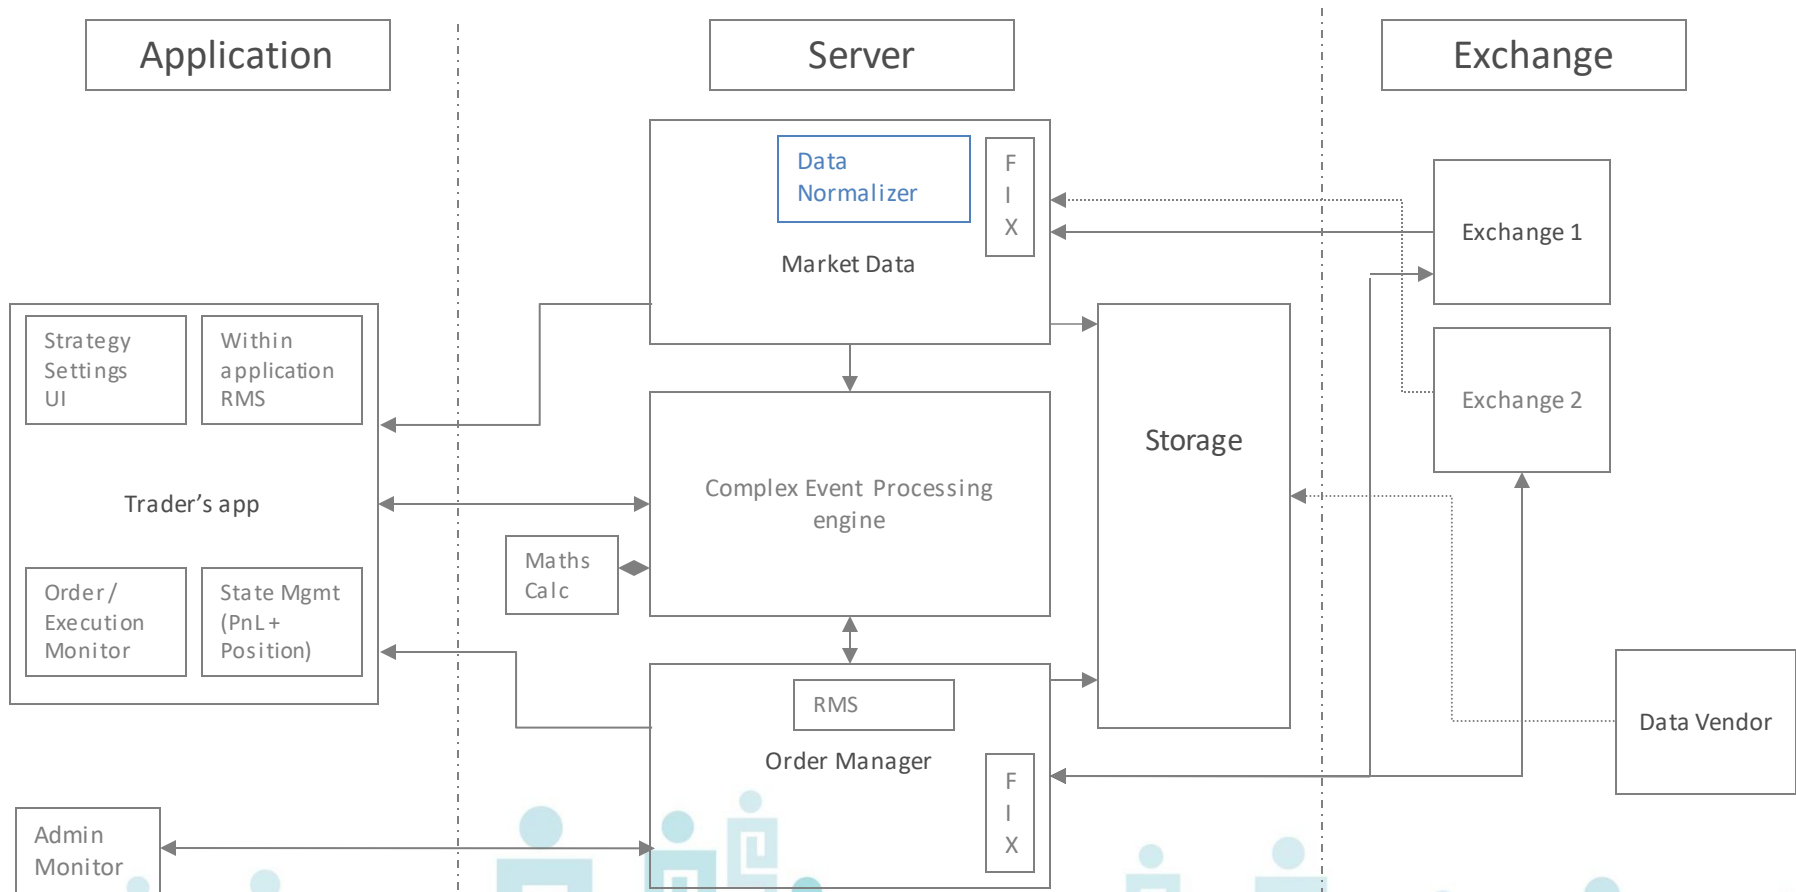 Application
Server
Exchange
Data
Normalizer
F
I
X
Market Data
Exchange 1
Exchange 2
Strategy
Settings
UI
Within
application
RMS
Trader’s app
Order /
Execution
Monitor
State Mgmt
(PnL +
Position)
Complex Event Processing
engine
Maths
Calc
Storage
RMS
Order Manager
F
I
X
Data Vendor
Admin
Monitor